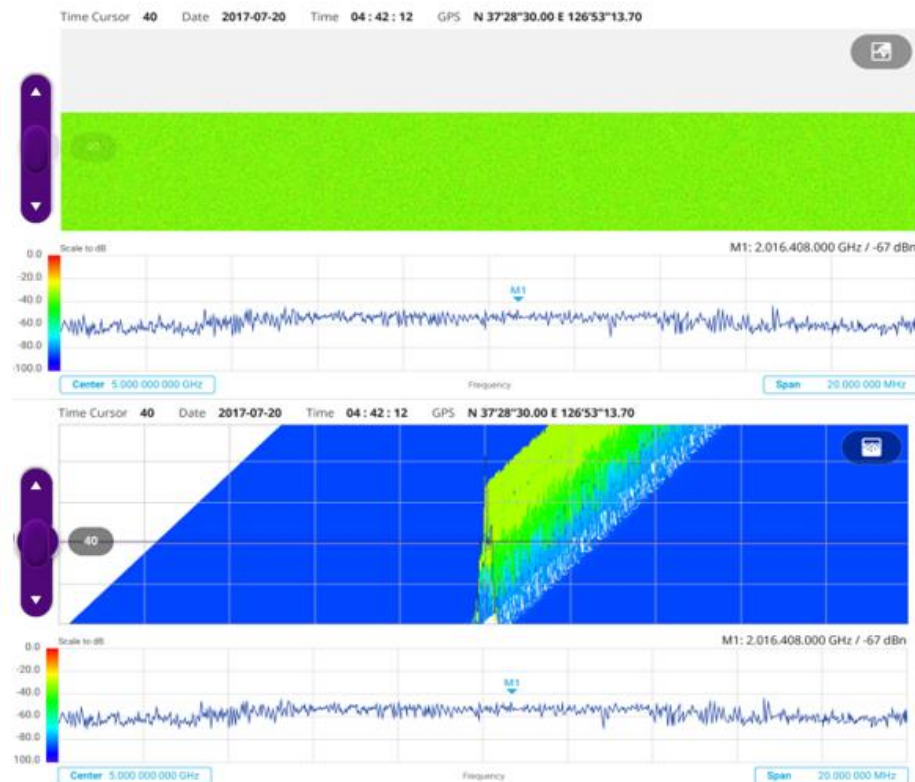 Time Cursor 40 Date 2017-07-20 Time 04 : 42 : 12 GPS N 37'28"30.00 E 126'53"13.70
40
Scale to dB
M1: 2.016.408.000 GHz / -67 dBn
0.0
-20.0
-40.0
-60.0
-80.0
-100.0
M1
Center 5.000 000 000 GHz
Frequency
Span 20.000 000 MHz
Time Cursor 40 Date 2017-07-20 Time 04 : 42 : 12 GPS N 37'28"30.00 E 126'53"13.70
40
Scale to dB
M1: 2.016.408.000 GHz / -67 dBn
0.0
-20.0
-40.0
-60.0
-70.0
100.0
M1
Center 5.000 000 000 GHz
Frequency
Span 20.000 000 MHz